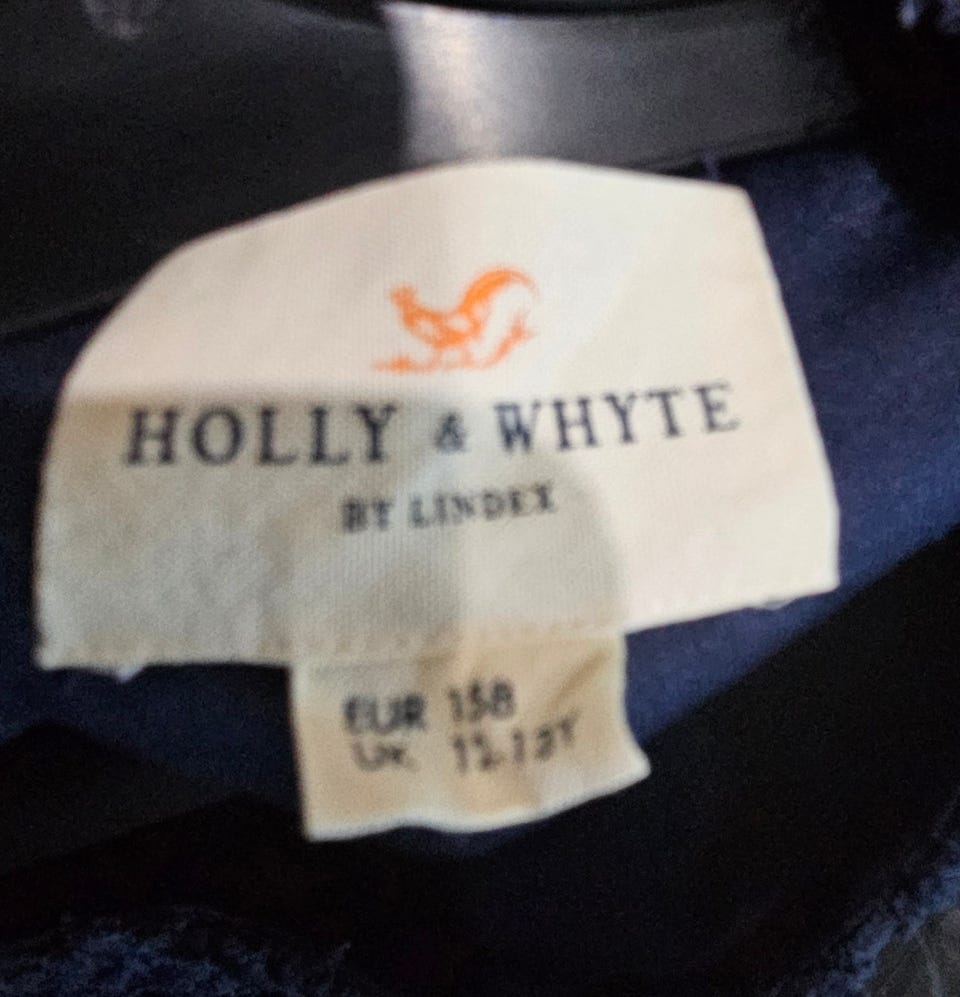 HOLLY & WHYTE
BY LINDEX
EUR 158
UK 12-13Y